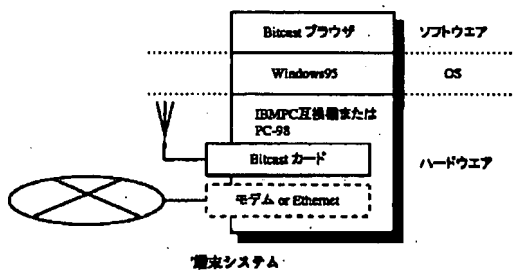 Bitcast ブラウザ
ソフトウエア
Windows95
OS
IBMPC互換機または
PC-98
Bitcast カード
ハードウエア
モデム or Ethernet
端末システム